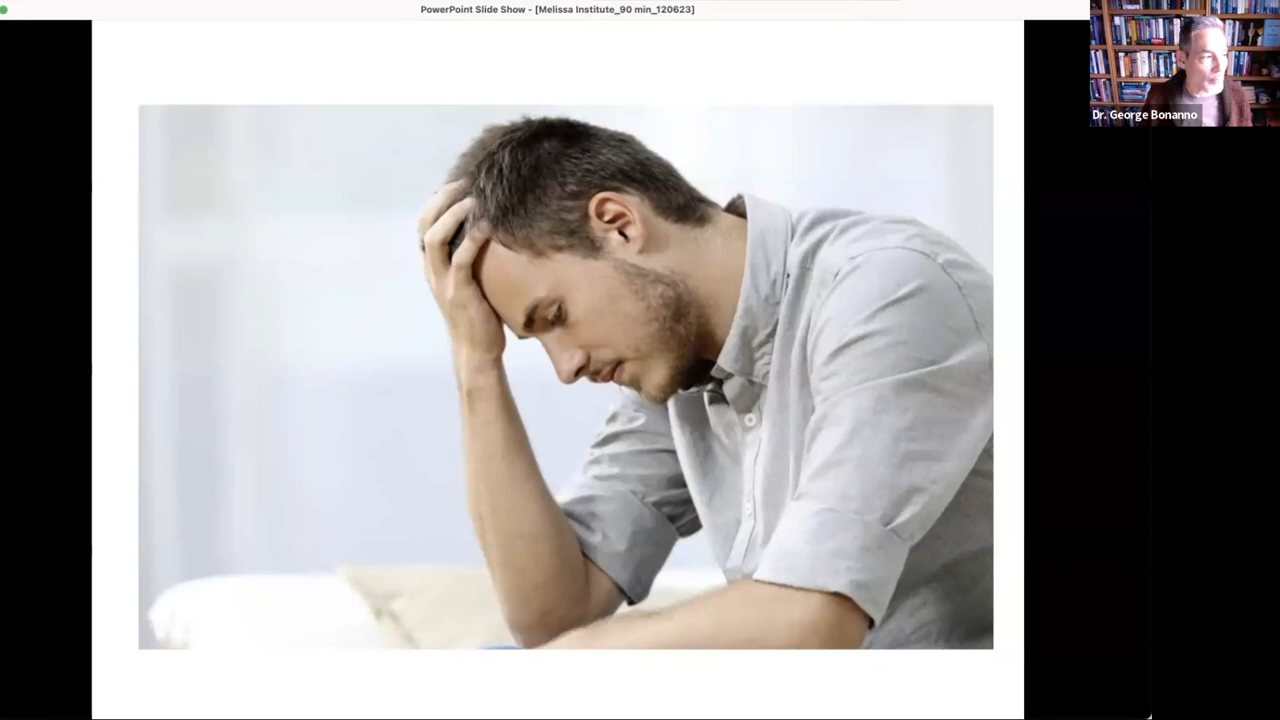 PowerPoint Slide Show - [Melissa Institute_90 min_120623]
Dr. George Bonanno